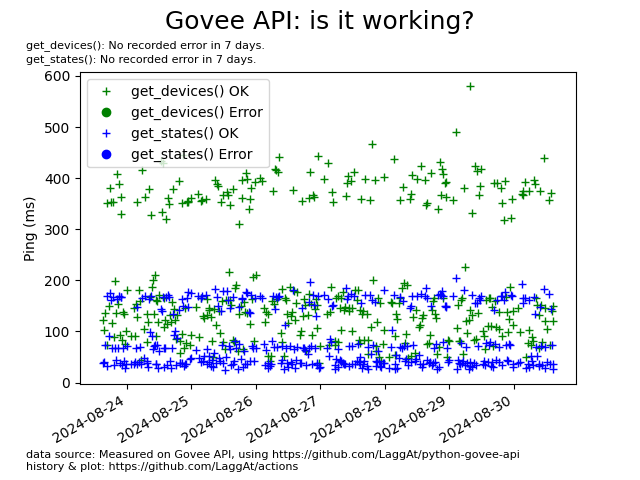 Govee API: is it working?
get_devices(): No recorded error in 7 days.
get_states(): No recorded error in 7 days.
600
500
400
300
200
100
0
Ping (ms)
get_devices() OK
get_devices() Error
get_states() OK
get_states() Error
2024-08-24
2024-08-25
2024-08-26
2024-08-27
2024-08-28
2024-08-29
2024-08-30
data source: Measured on Govee API, using https://github.com/LaggAt/python-govee-api
history & plot: https://github.com/LaggAt/actions